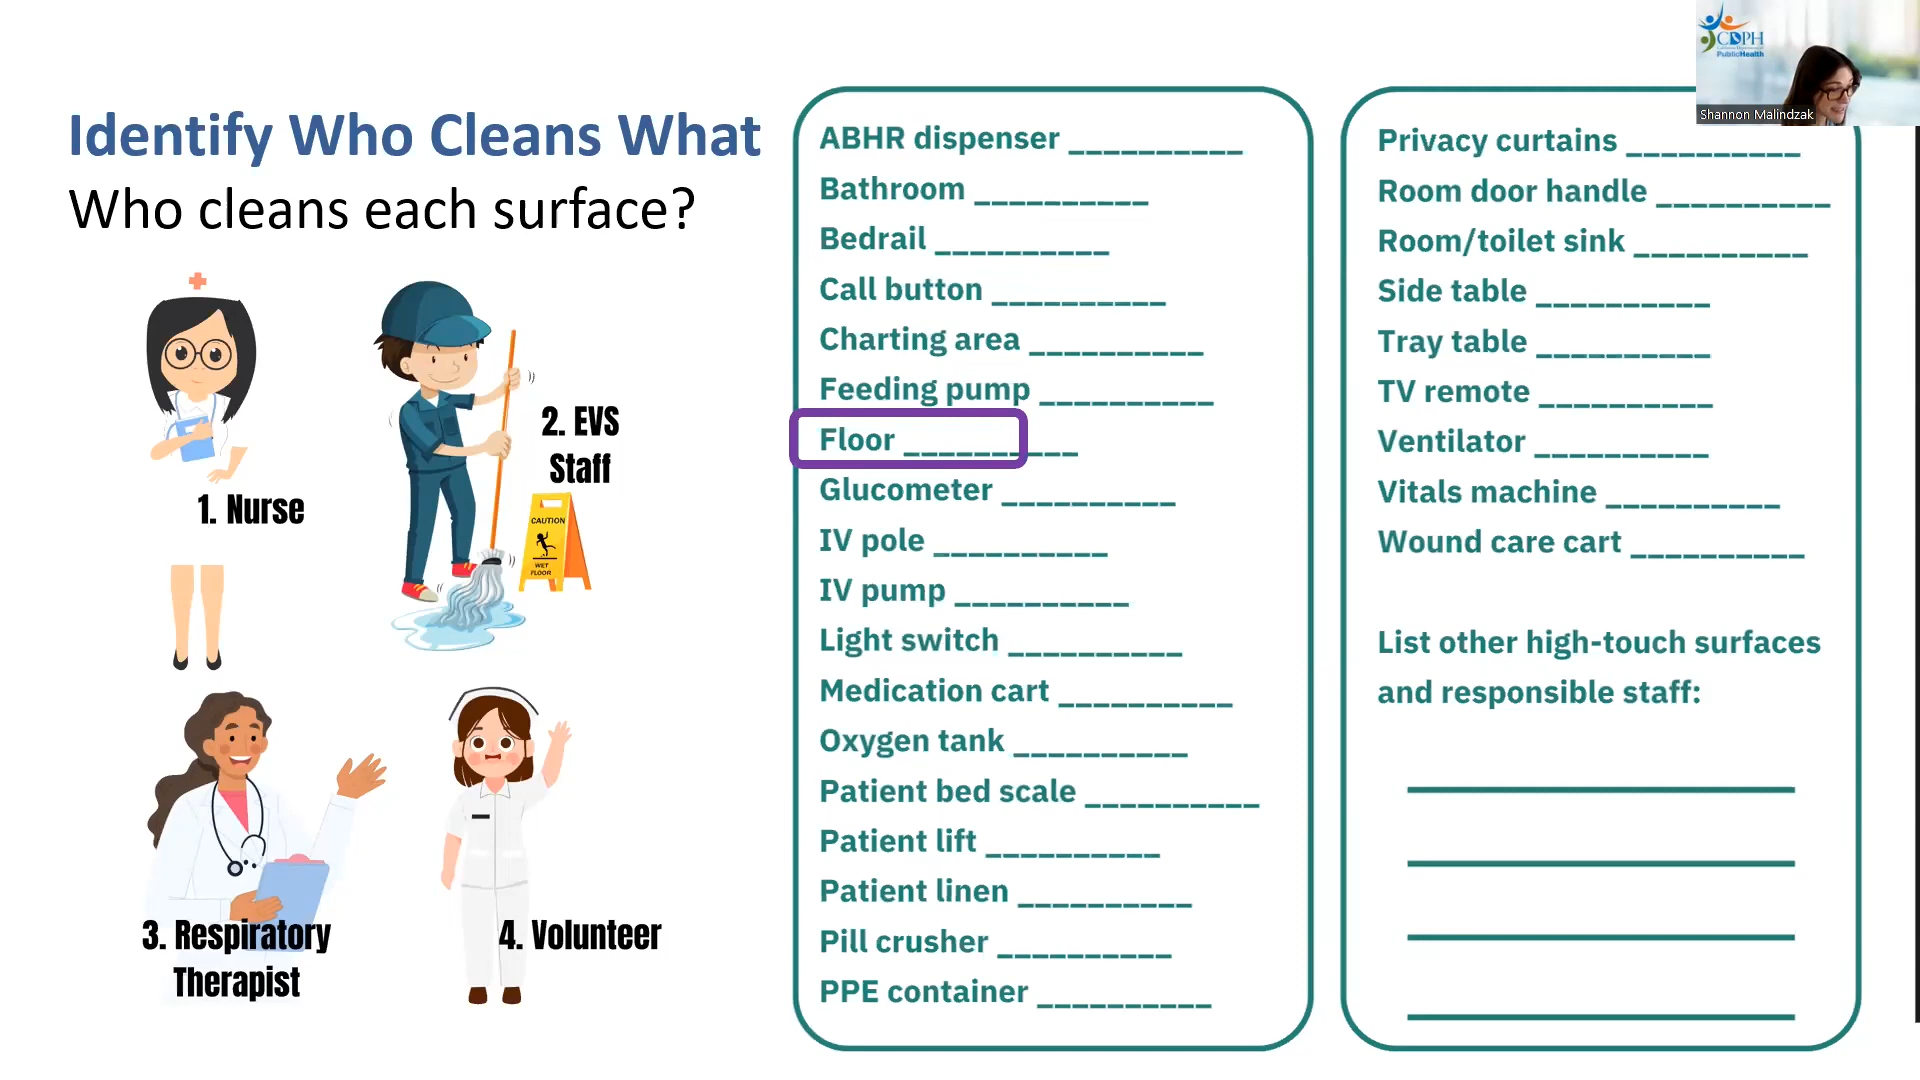 Identify Who Cleans What
Who cleans each surface?
1. Nurse
2. EVS
Staff
CAUTION
WET
FLOOR
3. Respiratory
Therapist
4. Volunteer
ABHR dispenser __________
Bathroom __________
Bedrail __________
Call button __________
Charting area __________
Feeding pump __________
Floor __________
Glucometer __________
IV pole __________
IV pump __________
Light switch __________
Medication cart __________
Oxygen tank __________
Patient bed scale __________
Patient lift __________
Patient linen __________
Pill crusher __________
PPE container __________
Privacy curtains __________
Room door handle __________
Room/toilet sink __________
Side table __________
Tray table __________
TV remote __________
Ventilator __________
Vitals machine __________
Wound care cart __________
List other high-touch surfaces
and responsible staff:
CDPH
PublicHealth
Shannon Malindzak